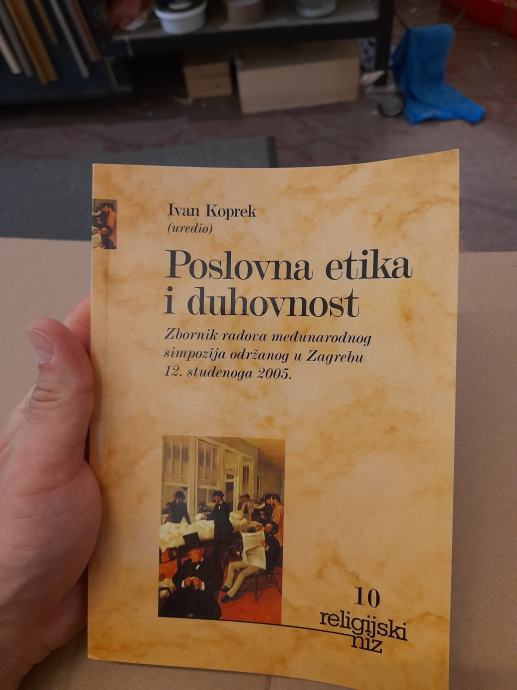 Ivan Koprek
(uredio)
Poslovna etika
i duhovnost
Zbornik radova međunarodnog
simpozija održanog u Zagrebu
12. studenoga 2005.
10
religijski
niz